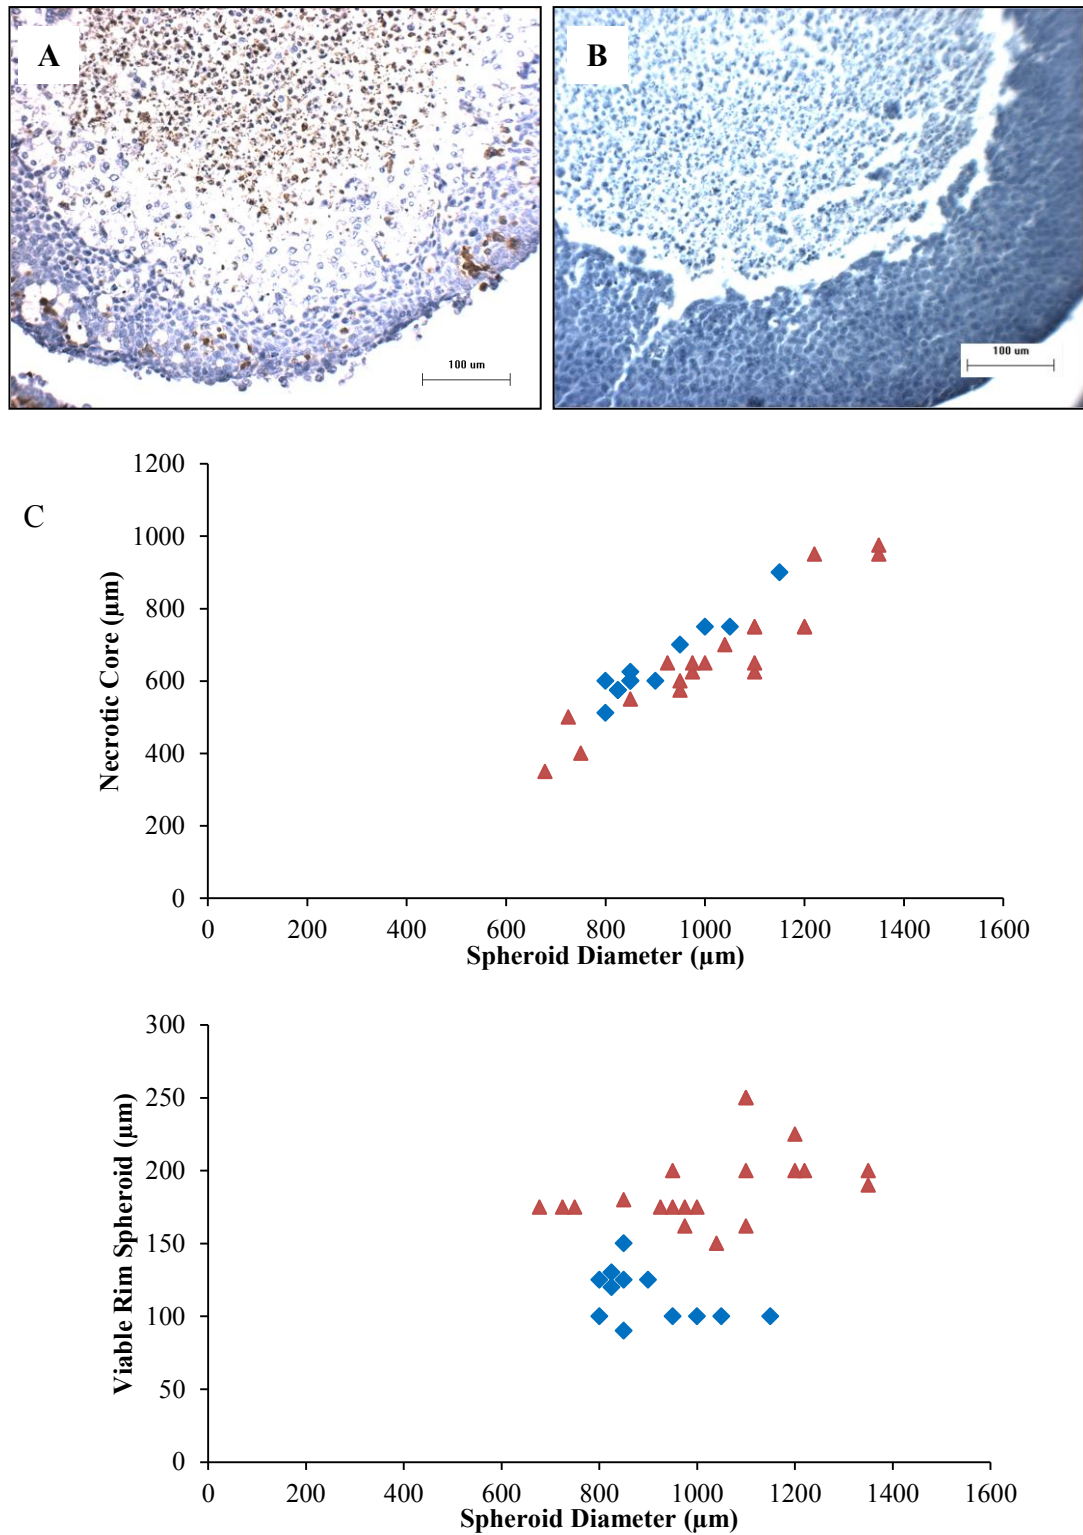 A
B
100 um
100 um
C
1200
1000
800
600
400
200
0
Necrotic Core (µm)
0 200 400 600 800 1000 1200 1400 1600
Spheroid Diameter (µm)
300
250
200
150
100
50
0
Viable Rim Spheroid (µm)
0 200 400 600 800 1000 1200 1400 1600
Spheroid Diameter (µm)